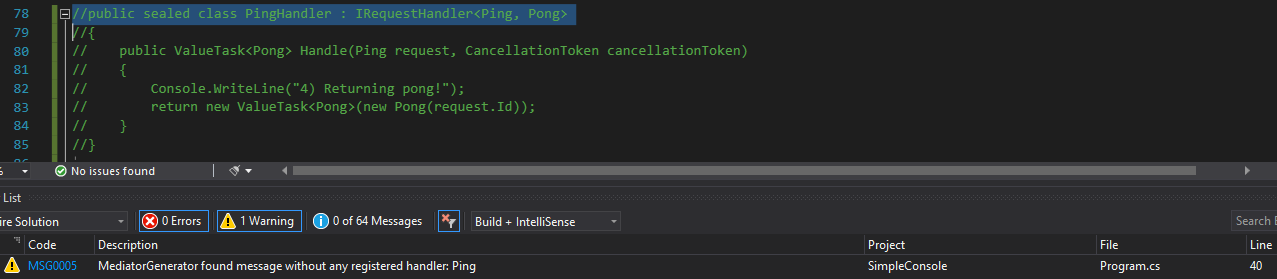 78 //public sealed class PingHandler : IRequestHandler<Ping, Pong>
79 //{
80 //    public ValueTask<Pong> Handle(Ping request, CancellationToken cancellationToken)
81 //    {
82 //        Console.WriteLine("4) Returning pong!");
83 //        return new ValueTask<Pong>(new Pong(request.Id));
84 //    }
85 //}
% No issues found
List
ire Solution 0 Errors 1 Warning 0 of 64 Messages Build + IntelliSense Search E
Code Description Project File Line
MSG0005 MediatorGenerator found message without any registered handler: Ping SimpleConsole Program.cs 40